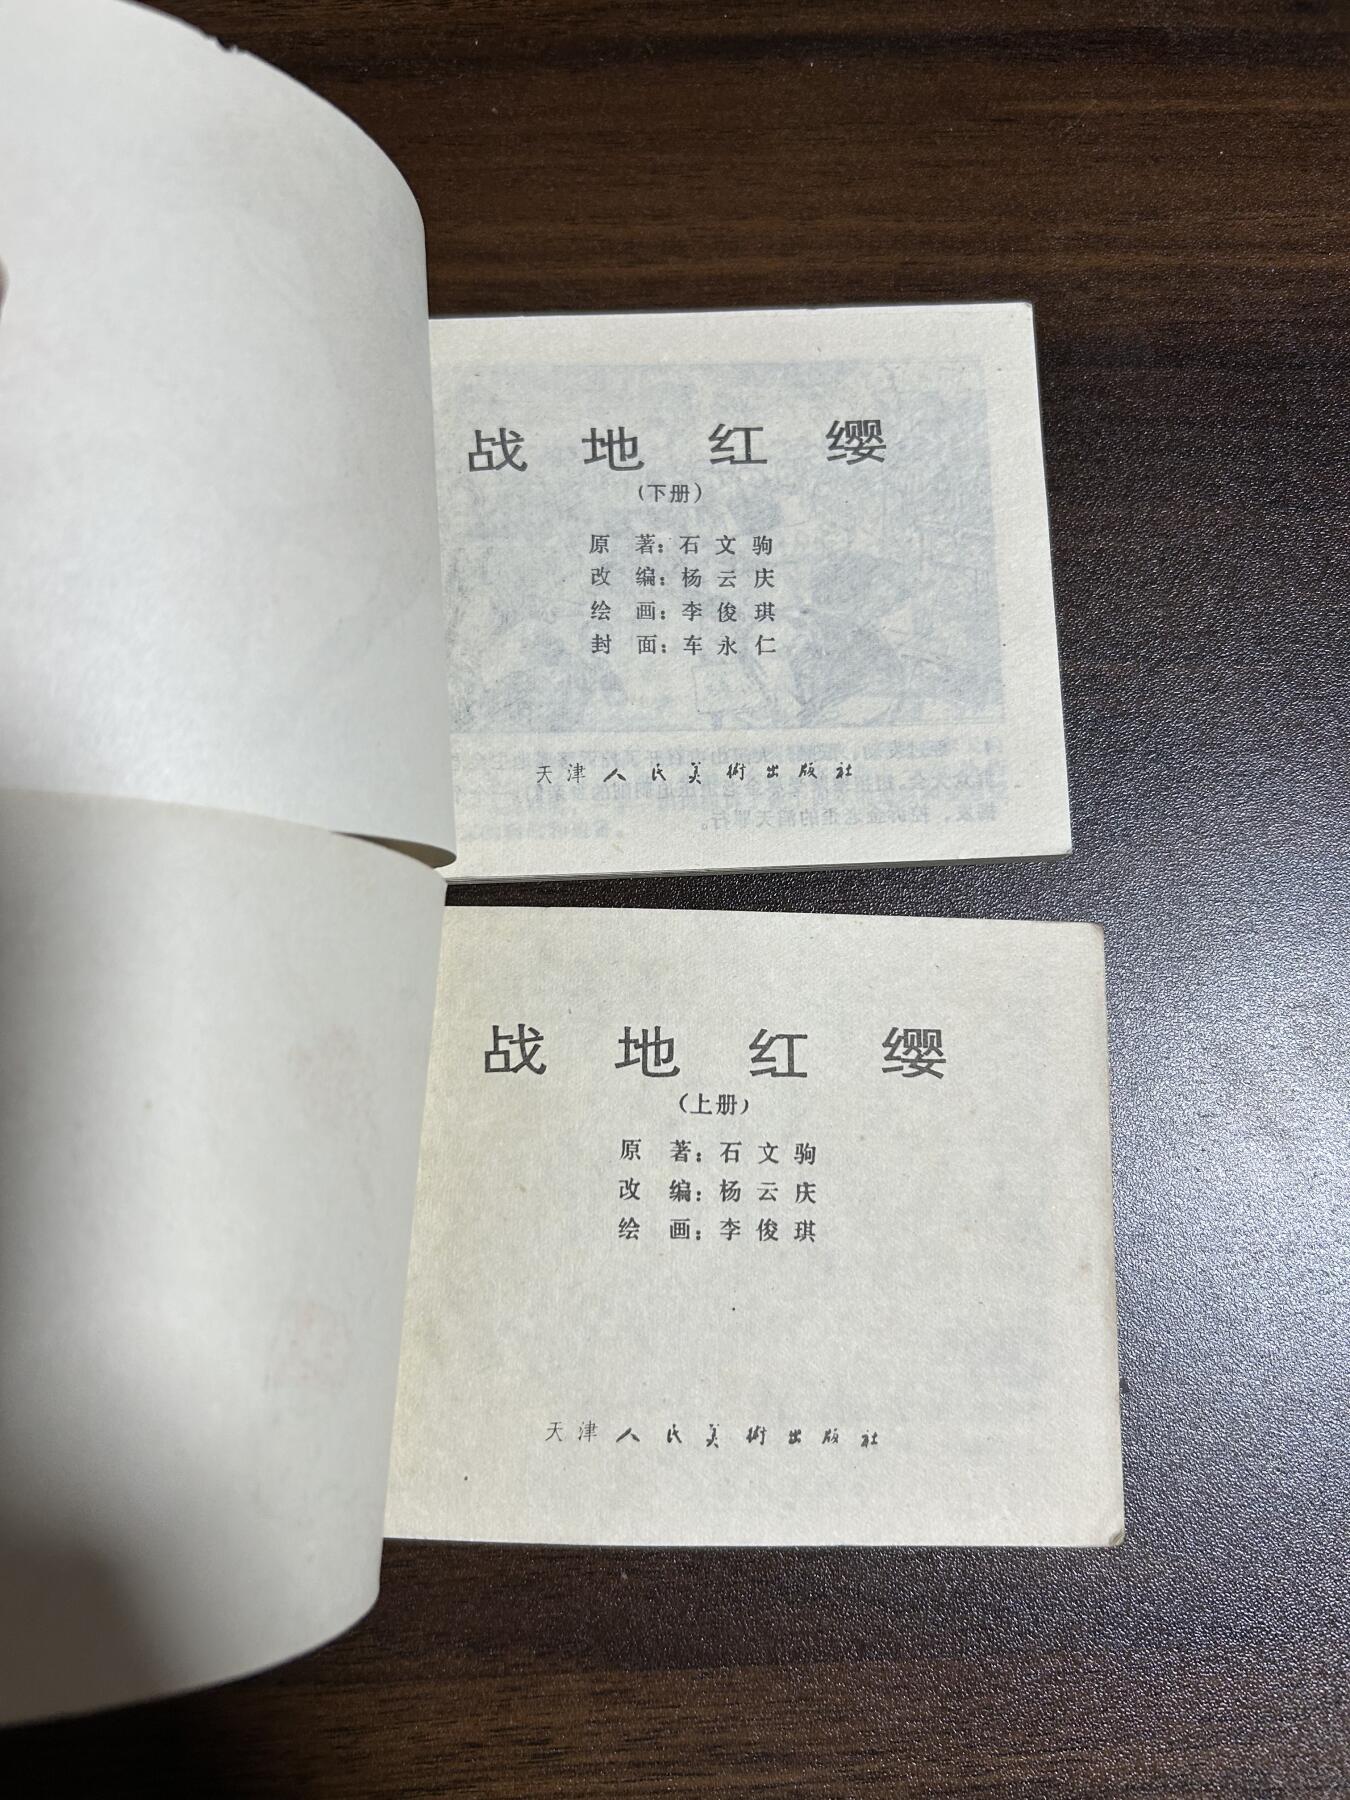 战地红缨
（下册）
原 著：石文驹
改 编：杨云庆
绘 画：李俊琪
封 面：车永仁
天津人民美術出版社
战地红缨
（上册）
原 著：石文驹
改 编：杨云庆
绘 画：李俊琪
天津人民美術出版社